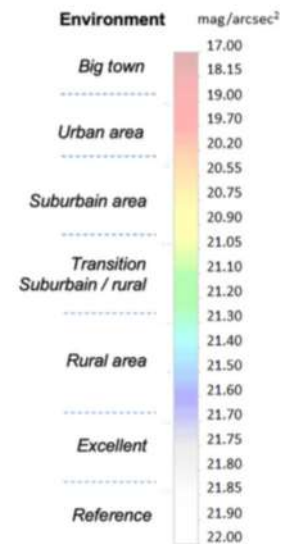 Environment mag/arcsec²
17.00
Big town
18.15
19.00
19.70
Urban area
20.20
20.55
20.75
Suburbain area
20.90
21.05
Transition
21.10
Suburbain / rural
21.20
21.30
21.40
Rural area
21.50
21.60
21.70
21.75
Excellent
21.80
21.85
21.90
Reference
22.00